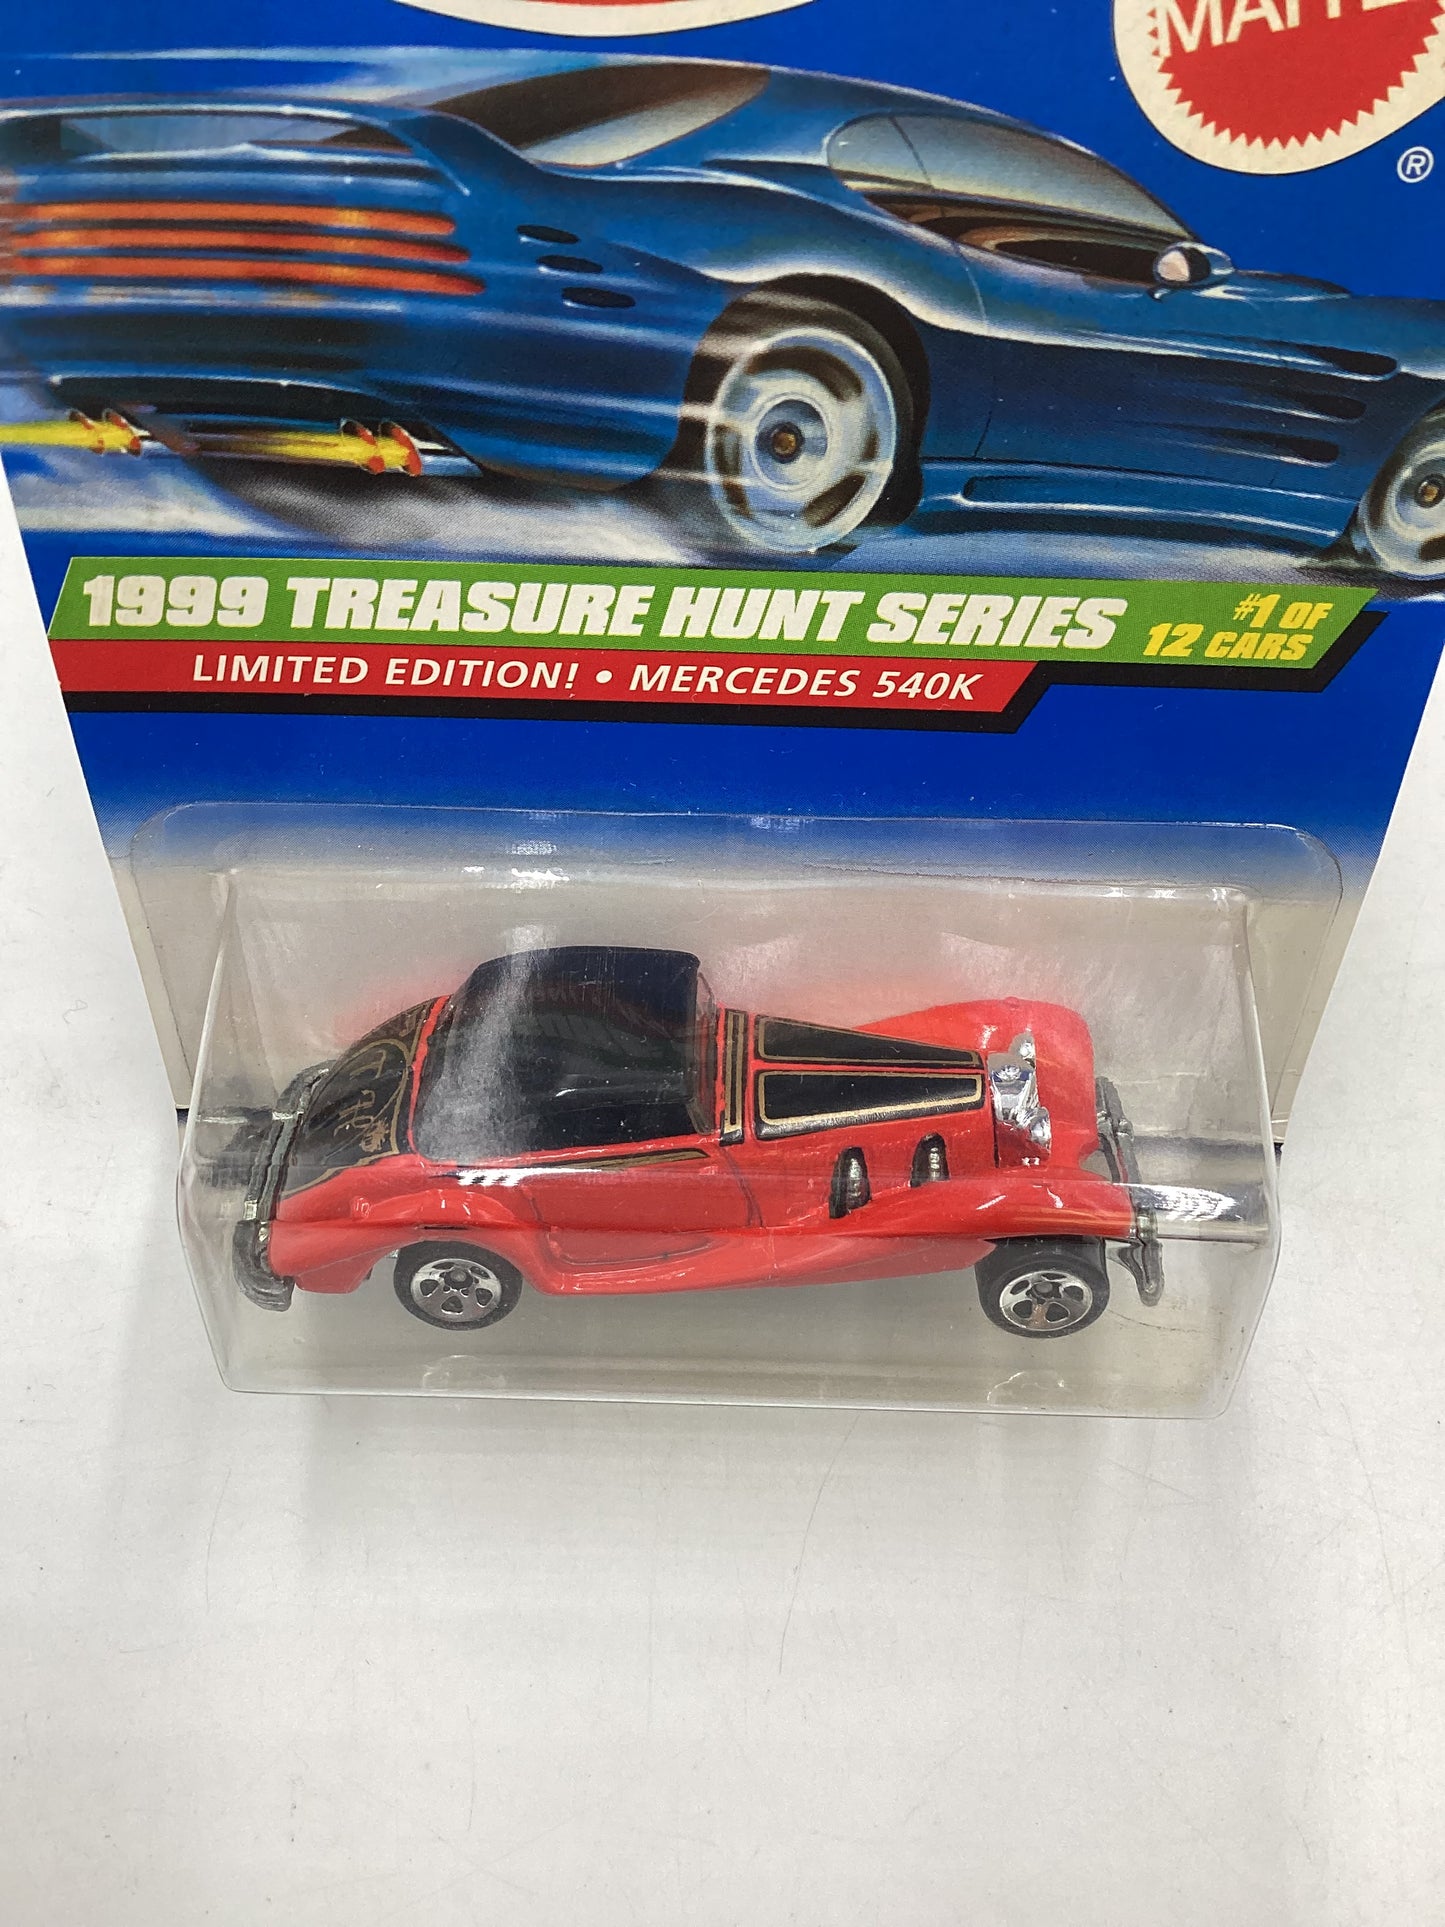 MATTEL
®
1999 TREASURE HUNT SERIES
#1 OF
12 CARS
LIMITED EDITION! • MERCEDES 540K